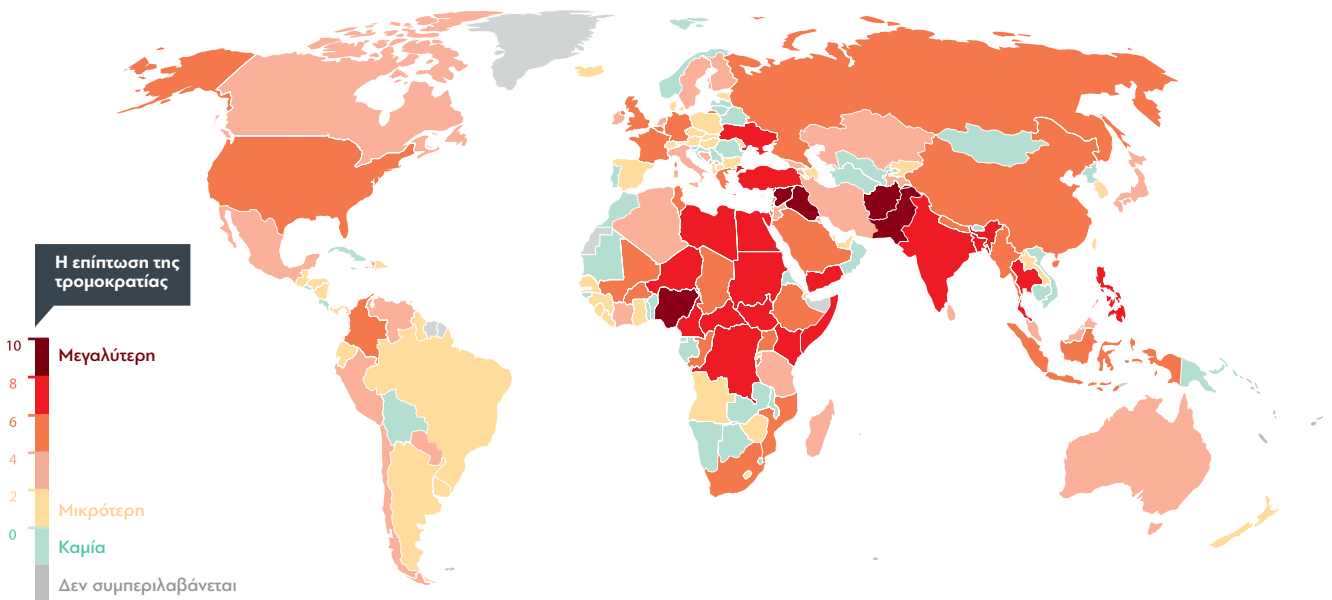 Η επίπτωση της
τρομοκρατίας
10
Μεγαλύτερη
8
6
4
2
Μικρότερη
0
Καμία
Δεν συμπεριλαβάνεται